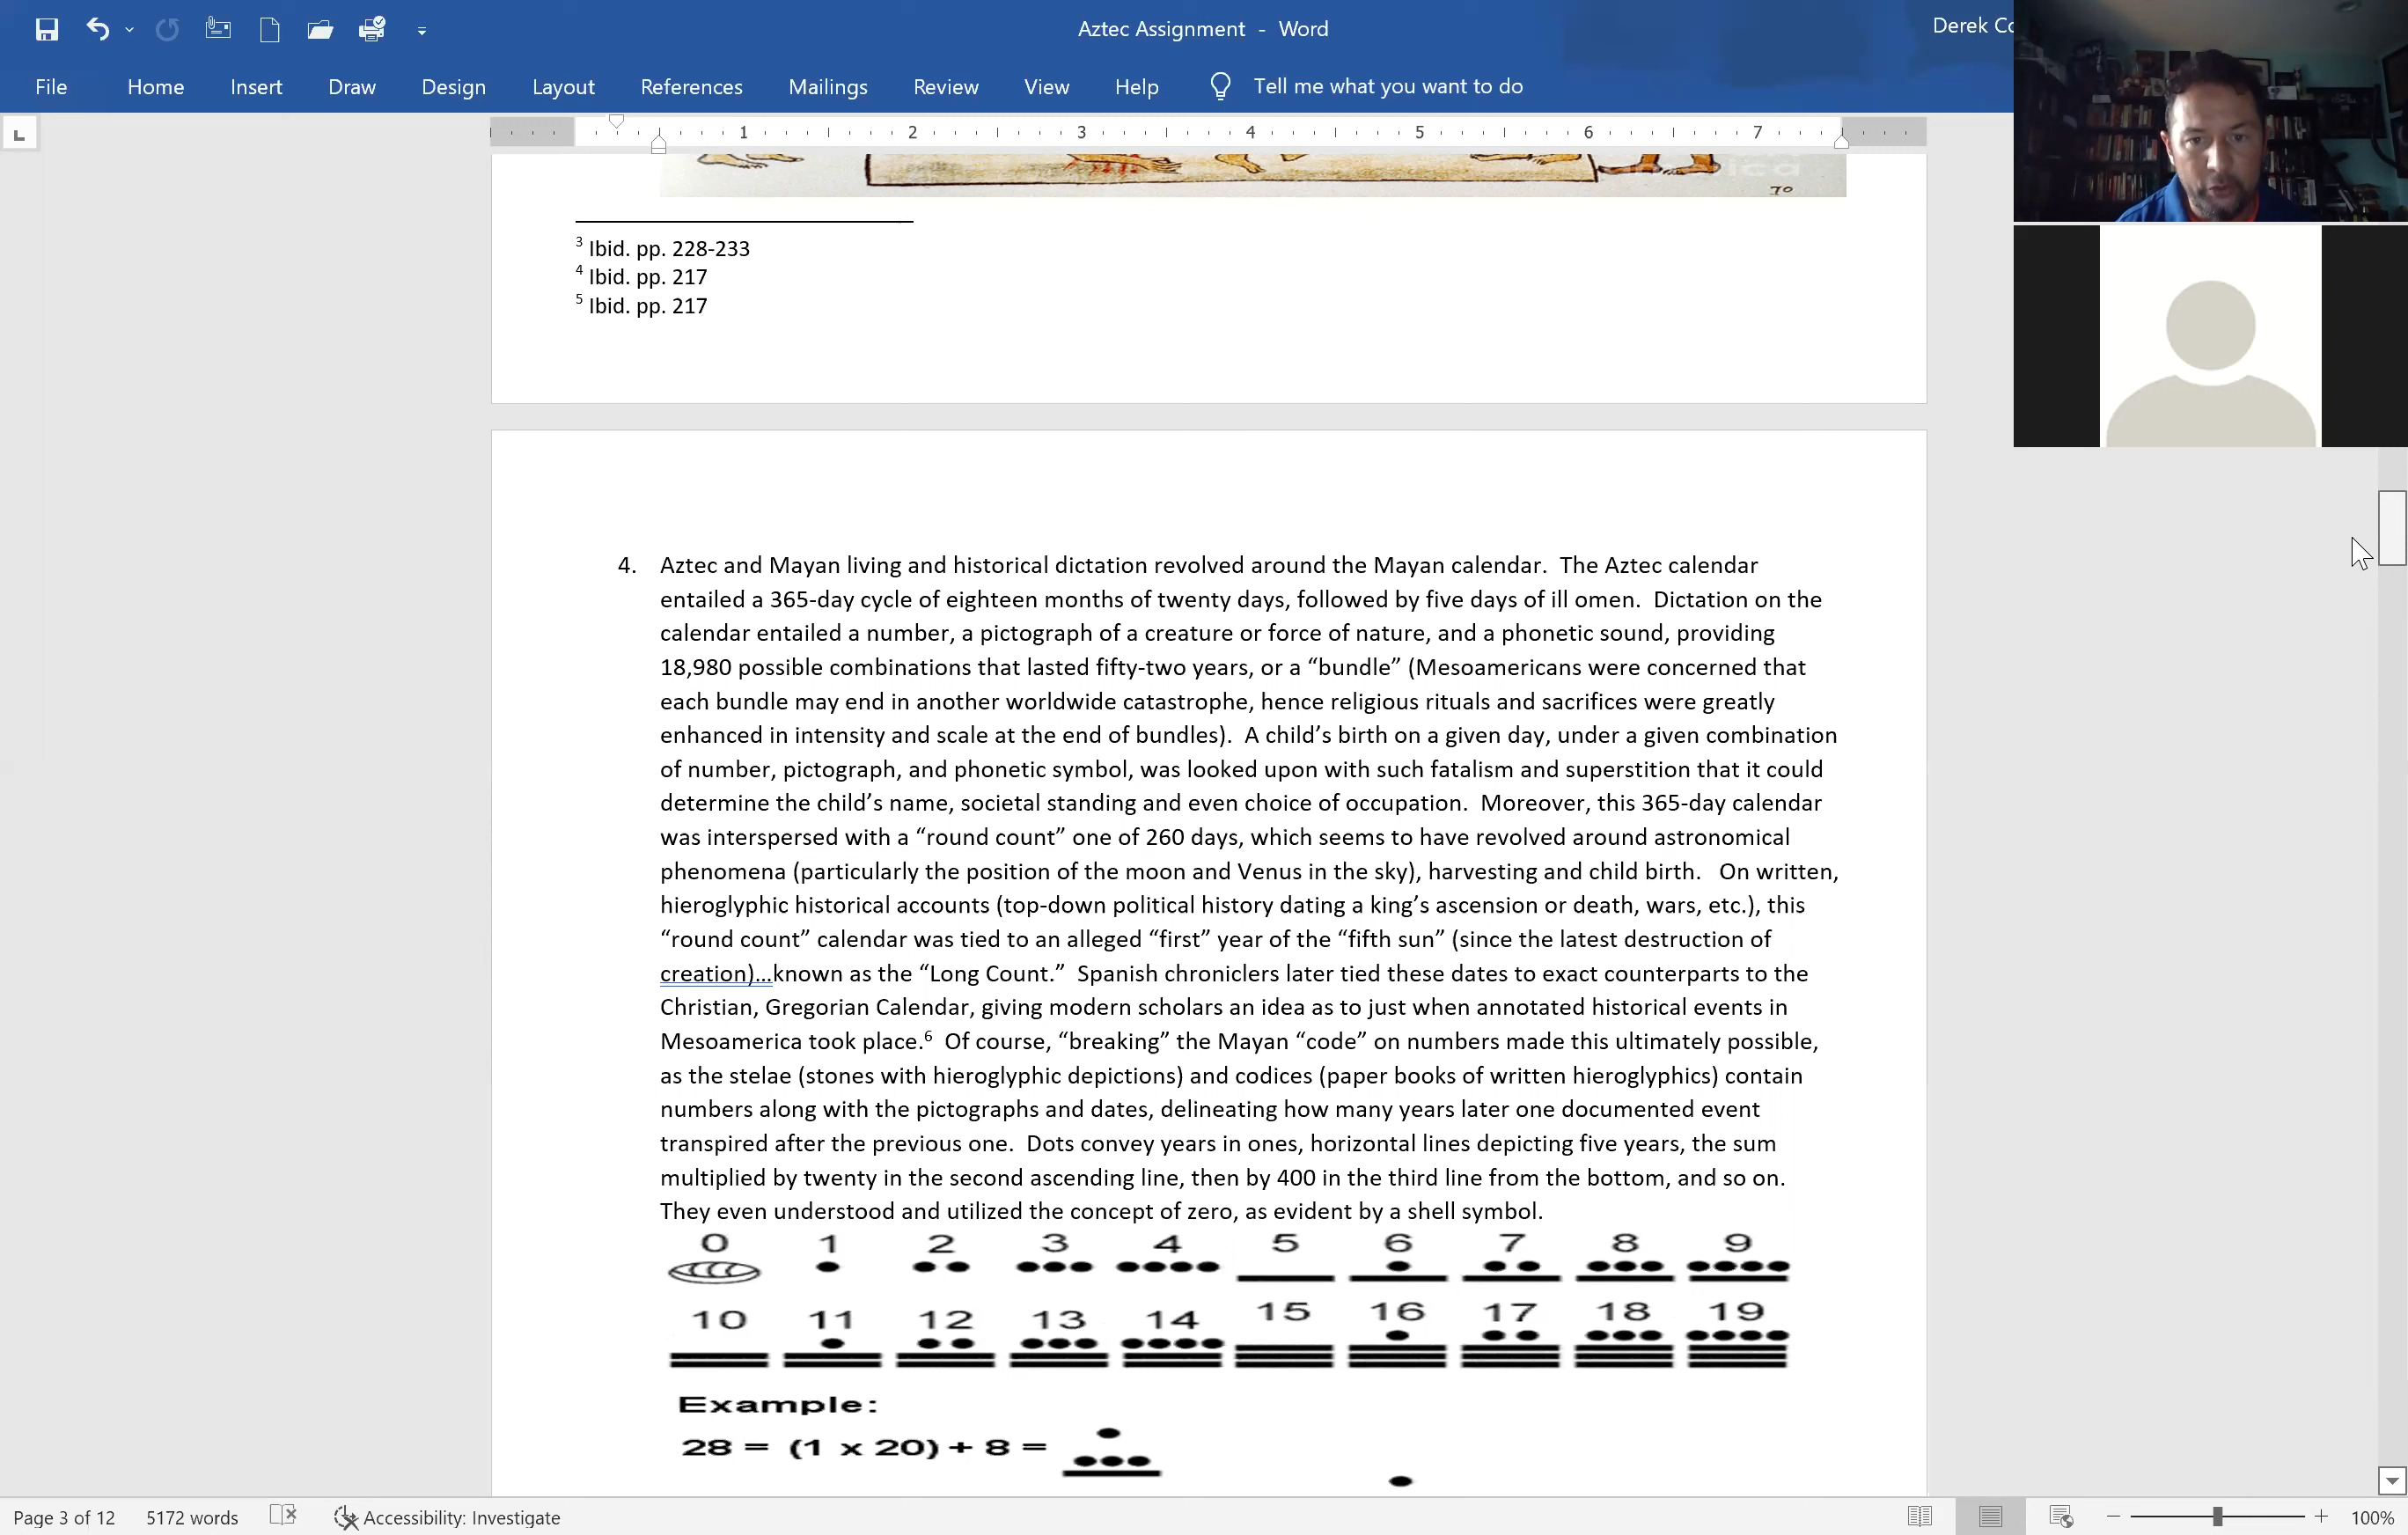 Aztec Assignment - Word
Derek
File Home Insert Draw Design Layout References Mailings Review View Help Tell me what you want to do
1 2 3 4 5 6 7
70
3 Ibid. pp. 228-233
4 Ibid. pp. 217
5 Ibid. pp. 217
4. Aztec and Mayan living and historical dictation revolved around the Mayan calendar. The Aztec calendar
entailed a 365-day cycle of eighteen months of twenty days, followed by five days of ill omen. Dictation on the
calendar entailed a number, a pictograph of a creature or force of nature, and a phonetic sound, providing
18,980 possible combinations that lasted fifty-two years, or a “bundle” (Mesoamericans were concerned that
each bundle may end in another worldwide catastrophe, hence religious rituals and sacrifices were greatly
enhanced in intensity and scale at the end of bundles). A child’s birth on a given day, under a given combination
of number, pictograph, and phonetic symbol, was looked upon with such fatalism and superstition that it could
determine the child’s name, societal standing and even choice of occupation. Moreover, this 365-day calendar
was interspersed with a “round count” one of 260 days, which seems to have revolved around astronomical
phenomena (particularly the position of the moon and Venus in the sky), harvesting and child birth. On written,
hieroglyphic historical accounts (top-down political history dating a king’s ascension or death, wars, etc.), this
“round count” calendar was tied to an alleged “first” year of the “fifth sun” (since the latest destruction of
creation)…known as the “Long Count.” Spanish chroniclers later tied these dates to exact counterparts to the
Christian, Gregorian Calendar, giving modern scholars an idea as to just when annotated historical events in
Mesoamerica took place.6 Of course, “breaking” the Mayan “code” on numbers made this ultimately possible,
as the stelae (stones with hieroglyphic depictions) and codices (paper books of written hieroglyphics) contain
numbers along with the pictographs and dates, delineating how many years later one documented event
transpired after the previous one. Dots convey years in ones, horizontal lines depicting five years, the sum
multiplied by twenty in the second ascending line, then by 400 in the third line from the bottom, and so on.
They even understood and utilized the concept of zero, as evident by a shell symbol.
0 1 2 3 4 5 6 7 8 9
10 11 12 13 14 15 16 17 18 19
Example:
28 = (1 x 20) + 8 =
Page 3 of 12 5172 words Accessibility: Investigate 100%